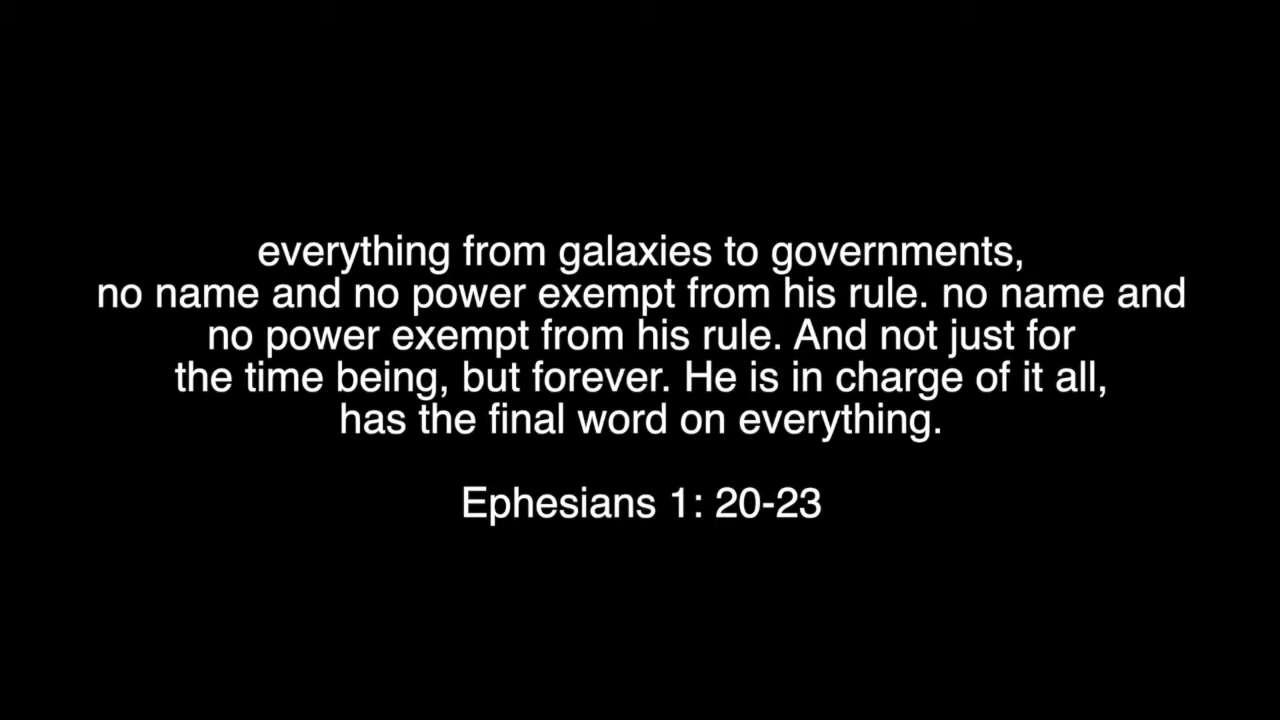 everything from galaxies to governments,
no name and no power exempt from his rule. no name and
no power exempt from his rule. And not just for
the time being, but forever. He is in charge of it all,
has the final word on everything.
Ephesians 1: 20-23